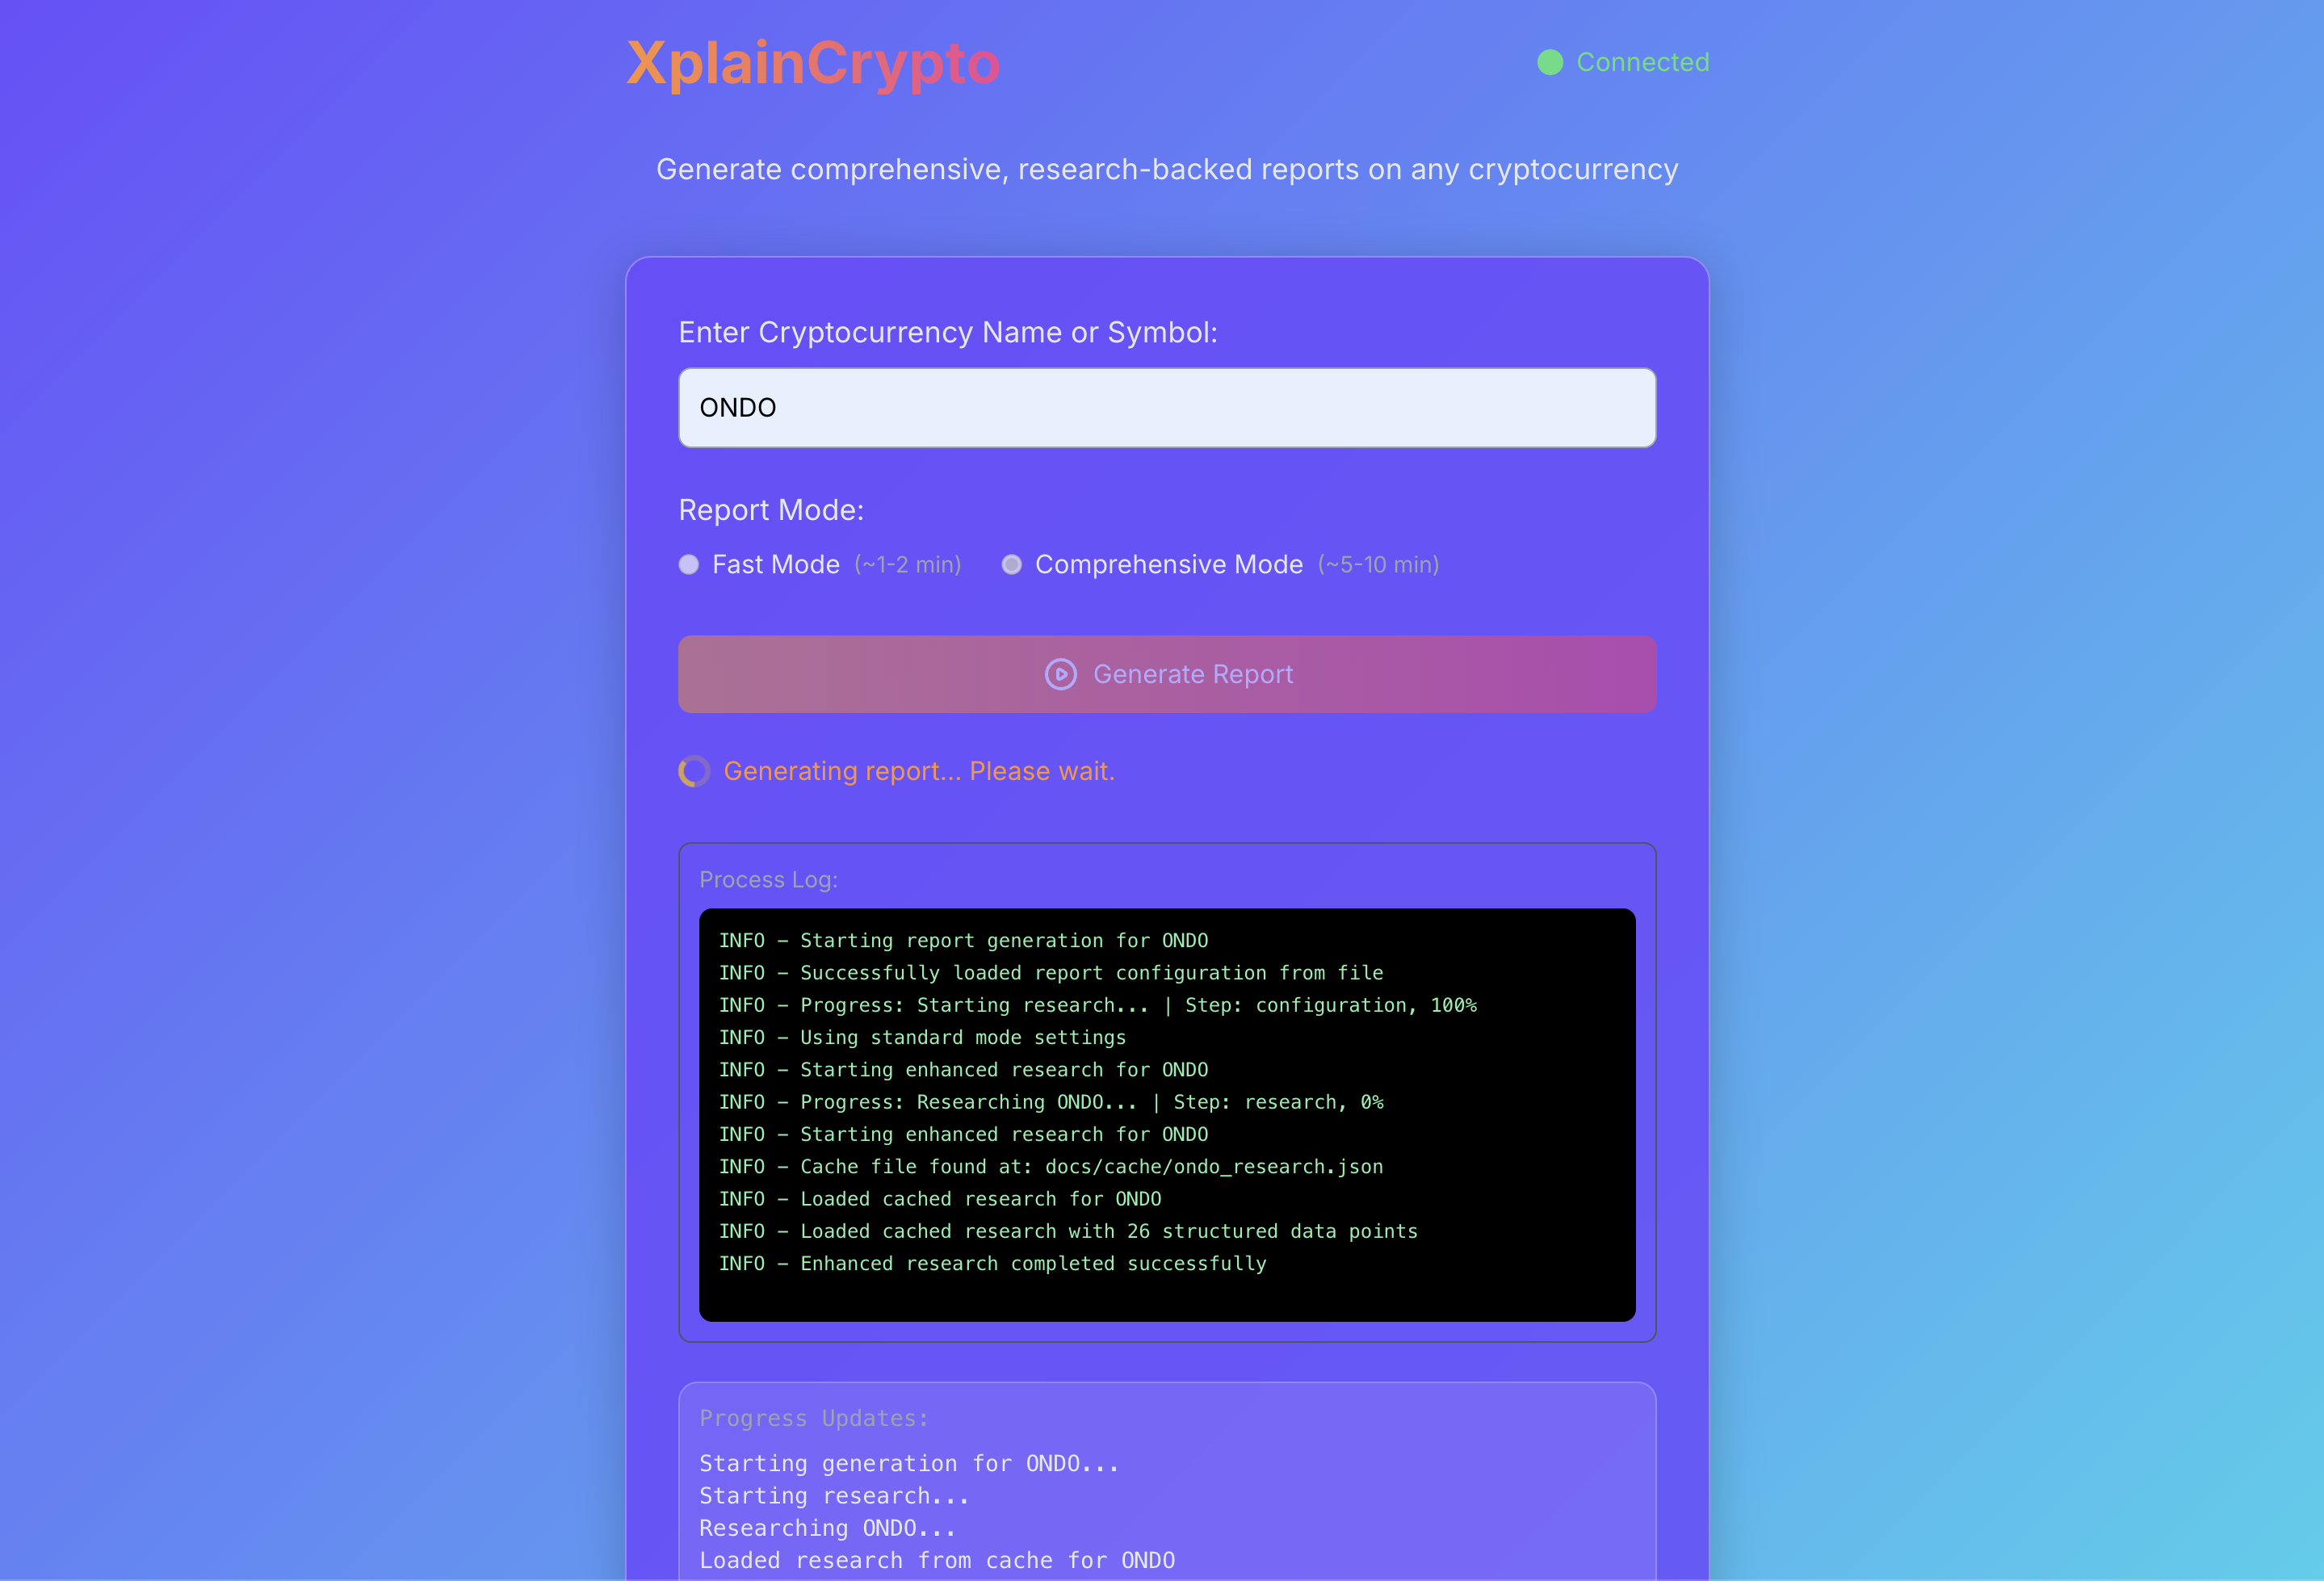 XplainCrypto
Connected
Generate comprehensive, research-backed reports on any cryptocurrency
Enter Cryptocurrency Name or Symbol:
ONDO
Report Mode:
Fast Mode (~1-2 min) Comprehensive Mode (~5-10 min)
Generate Report
Generating report... Please wait.
Process Log:
INFO – Starting report generation for ONDO
INFO – Successfully loaded report configuration from file
INFO – Progress: Starting research... | Step: configuration, 100%
INFO – Using standard mode settings
INFO – Starting enhanced research for ONDO
INFO – Progress: Researching ONDO... | Step: research, 0%
INFO – Starting enhanced research for ONDO
INFO – Cache file found at: docs/cache/ondo_research.json
INFO – Loaded cached research for ONDO
INFO – Loaded cached research with 26 structured data points
INFO – Enhanced research completed successfully
Progress Updates:
Starting generation for ONDO...
Starting research...
Researching ONDO...
Loaded research from cache for ONDO